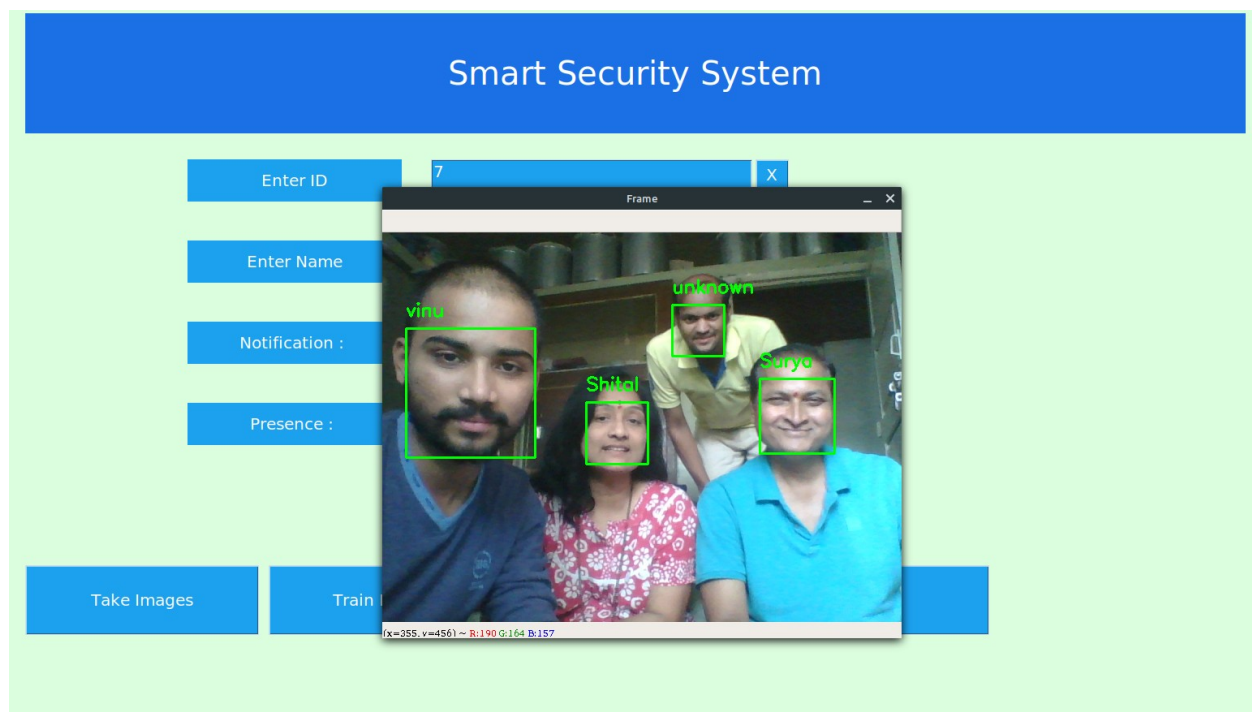 Smart Security System
Enter ID
7
X
Frame
Enter Name
Notification :
Presence :
unknown
vinu
Surya
Shital
Take Images
Train
(x=355, y=456) ~ R:190 G:164 B:157